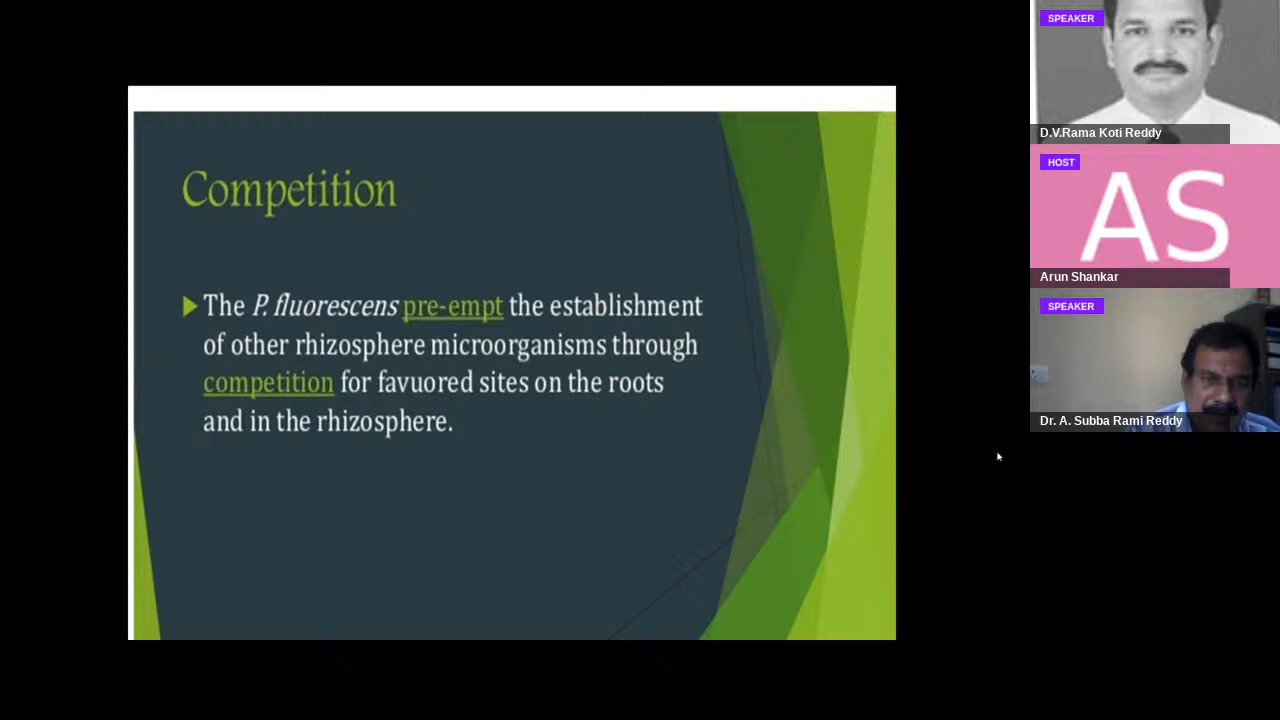 Competition
The P. fluorescens pre-empt the establishment
of other rhizosphere microorganisms through
competition for favuored sites on the roots
and in the rhizosphere.
SPEAKER
D.V.Rama Koti Reddy
HOST
AS
Arun Shankar
SPEAKER
Dr. A. Subba Rami Reddy